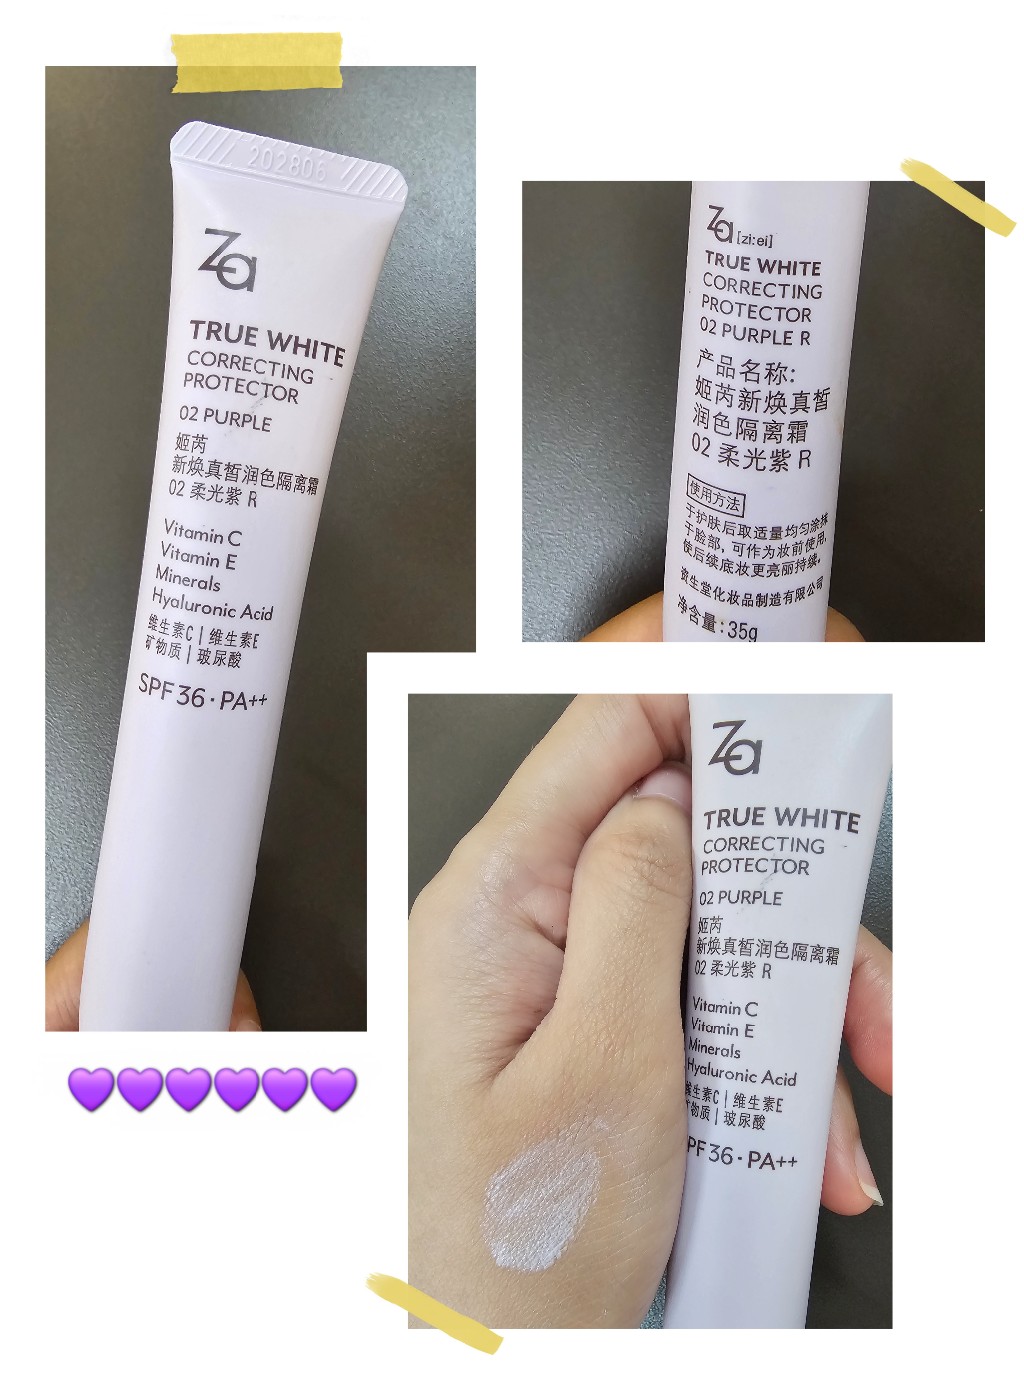 202806
Za
TRUE WHITE
CORRECTING
PROTECTOR
02 PURPLE
姬芮
新焕真皙润色隔离霜
02 柔光紫 R
Vitamin C
Vitamin E
Minerals
Hyaluronic Acid
维生素C | 维生素E
矿物质 | 玻尿酸
SPF 36 · PA++
Za [zi:ei]
TRUE WHITE
CORRECTING
PROTECTOR
02 PURPLE R
产品名称:
姬芮新焕真皙
润色隔离霜
02 柔光紫 R
使用方法
于护肤后取适量均匀涂抹
于脸部，可作为妆前使用，
使后续底妆更亮丽持续。
资生堂化妆品制造有限公司
净含量：35g
Za
TRUE WHITE
CORRECTING
PROTECTOR
02 PURPLE
姬芮
新焕真皙润色隔离霜
02 柔光紫 R
Vitamin C
Vitamin E
Minerals
Hyaluronic Acid
维生素C | 维生素E
矿物质 | 玻尿酸
PF 36 · PA++